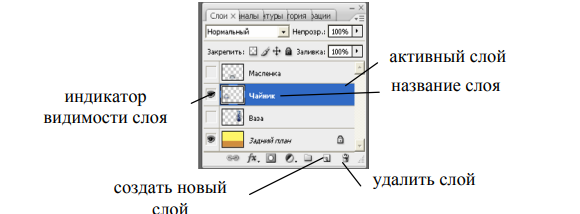 Слои × налы ктуры гория рации
Нормальный Непрозр.: 100%
Закрепить: Заливка: 100%
Масленка
активный слой
Чайник
название слоя
индикатор
видимости слоя
Ваза
Задний план
создать новый
слой
удалить слой